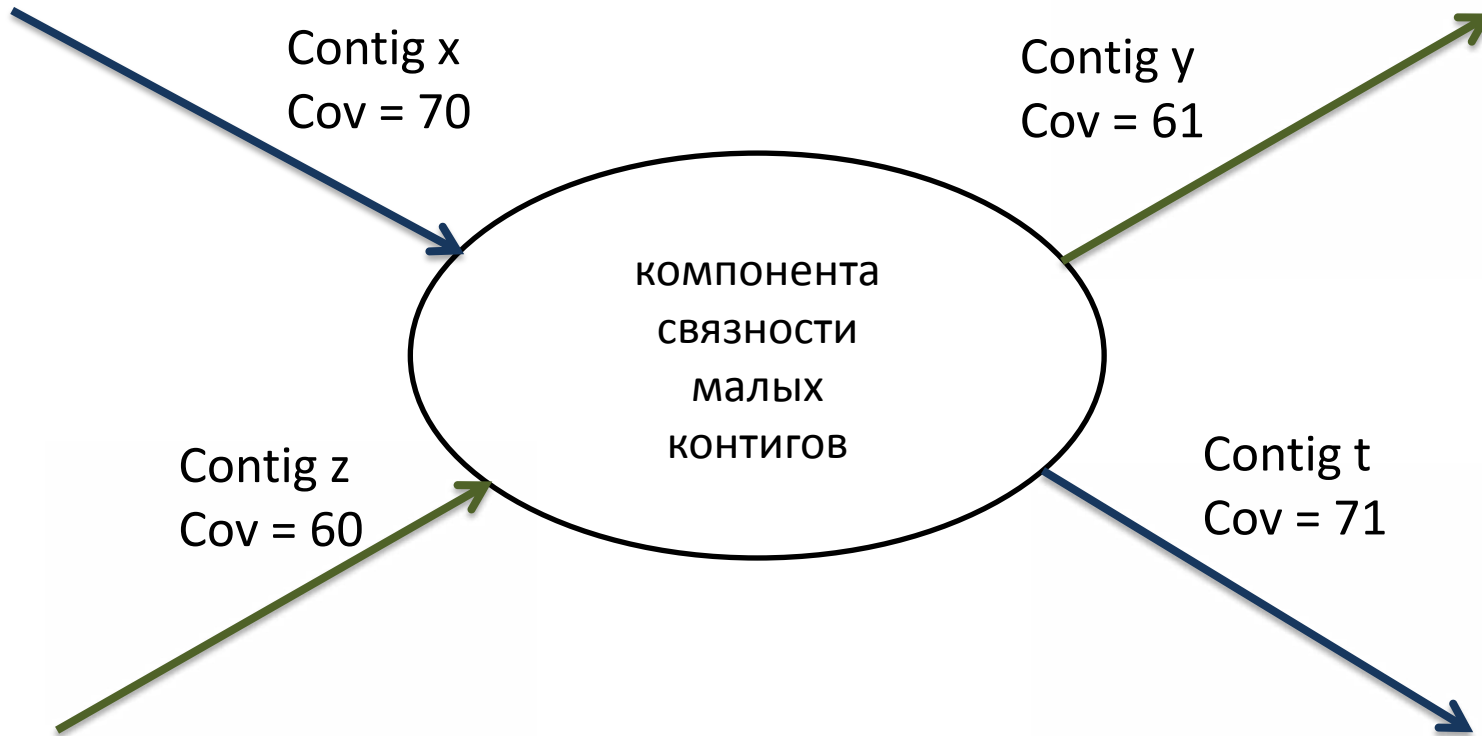 Contig x
Cov = 70
Contig y
Cov = 61
компонента
связности
малых
контигов
Contig z
Cov = 60
Contig t
Cov = 71